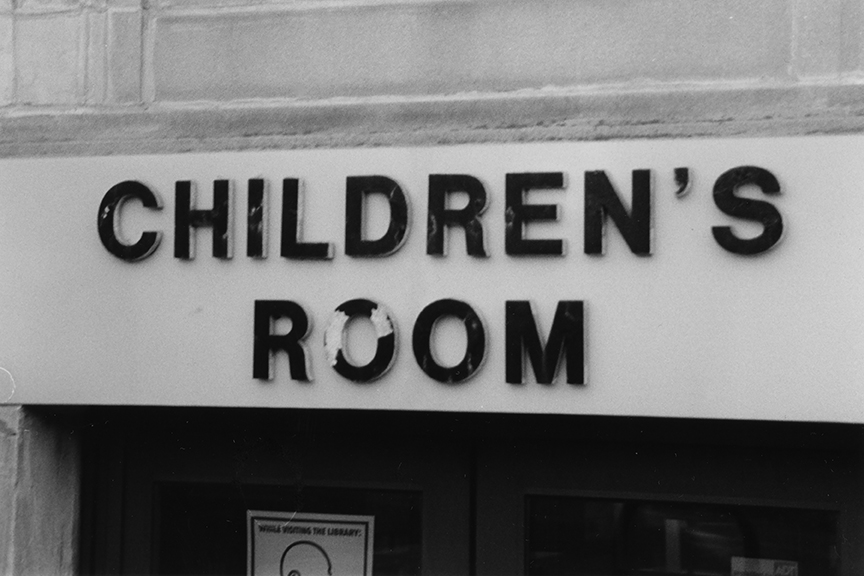 CHILDREN'S
ROOM
WHILE VISITING THE LIBRARY: